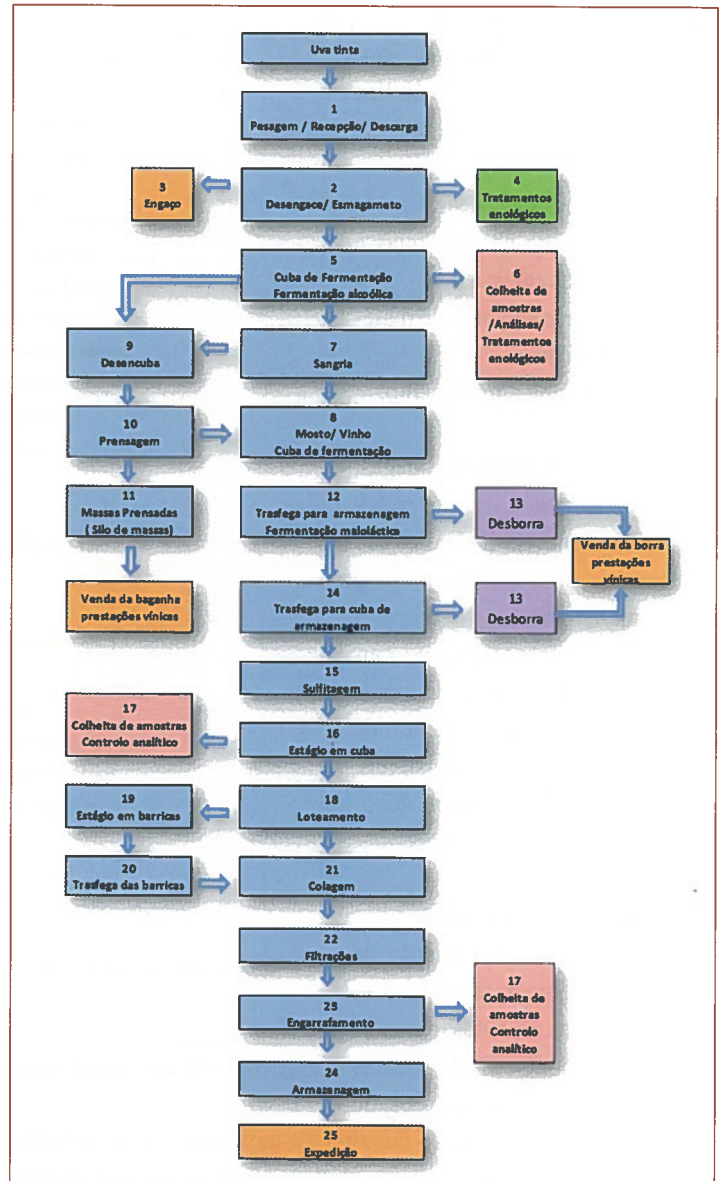 Uva tinta
1
Pesagem / Recepção/ Descarga
3
Engaço
2
Desengace/ Esmagameto
4
Tratamentos
enológicos
5
Cuba de Fermentação
Fermentação alcoólica
6
Colheita de
amostras
/Análises/
Tratamentos
enológicos
9
Desencuba
7
Sangria
10
Prensagem
8
Mosto/ Vinho
Cuba de fermentação
11
Massas Prensadas
( Silo de massas)
12
Trasfega para armazenagem
Fermentação maloláctica
13
Desborra
Venda da borra
prestações
vínicas
Venda da baganha
prestações vínicas
14
Trasfega para cuba de
armazenagem
13
Desborra
15
Sulfitagem
17
Colheita de amostras
Controlo analítico
16
Estágio em cuba
19
Estágio em barricas
18
Loteamento
20
Trasfega das barricas
21
Colagem
22
Filtrações
23
Engarrafamento
17
Colheita de
amostras
Controlo
analítico
24
Armazenagem
25
Expedição